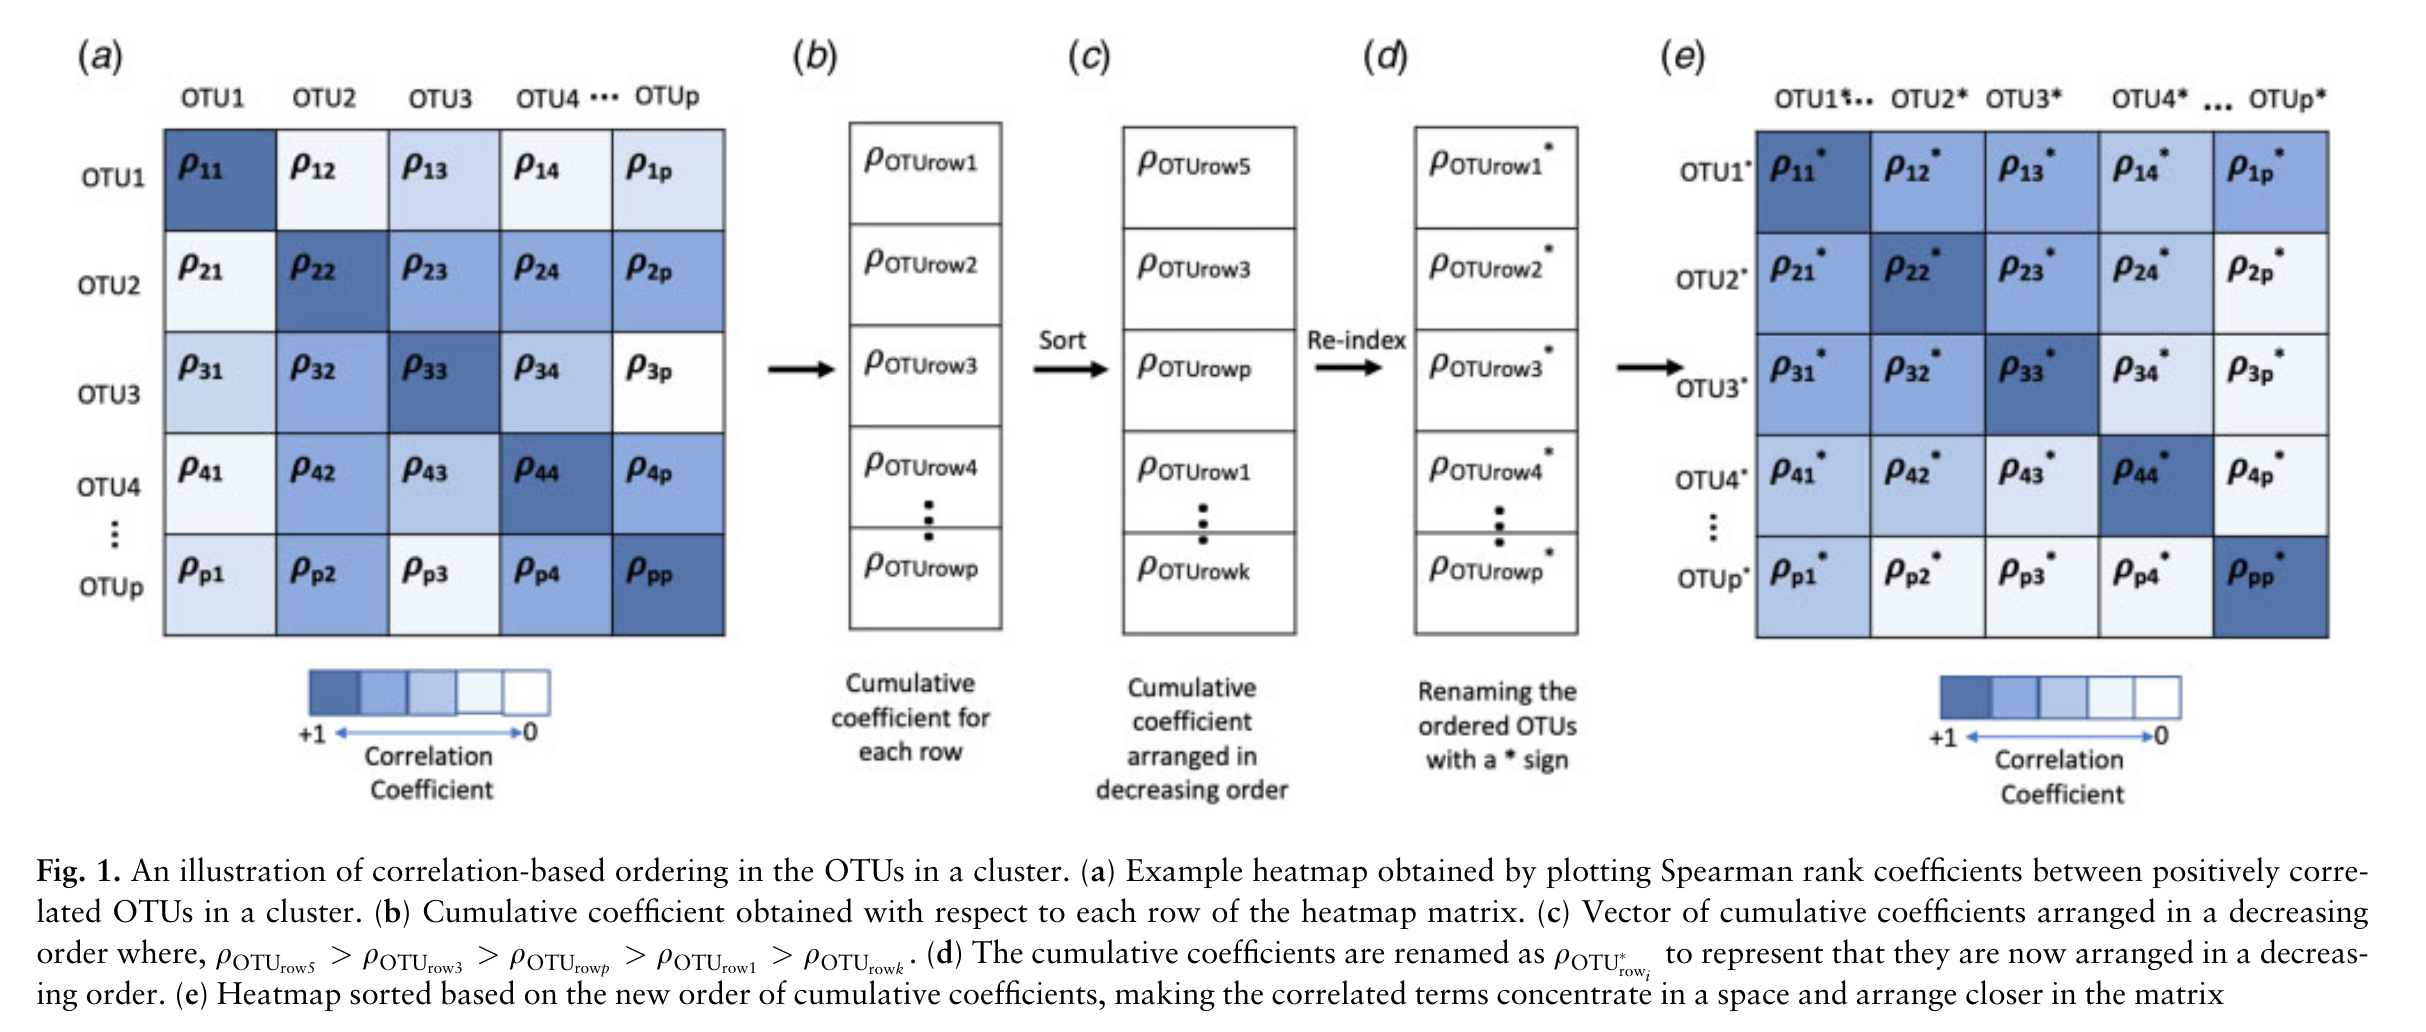 (a)
OTU1 OTU2 OTU3 OTU4 ••• OTUp
OTU1 ρ11 ρ12 ρ13 ρ14 ρ1p
OTU2 ρ21 ρ22 ρ23 ρ24 ρ2p
OTU3 ρ31 ρ32 ρ33 ρ34 ρ3p
OTU4 ρ41 ρ42 ρ43 ρ44 ρ4p
⋮
OTUp ρp1 ρp2 ρp3 ρp4 ρpp
+1 0
Correlation
Coefficient
(b)
ρOTUrow1
ρOTUrow2
ρOTUrow3
ρOTUrow4
⋮
ρOTUrowp
Cumulative
coefficient for
each row
Sort
(c)
ρOTUrow5
ρOTUrow3
ρOTUrowp
ρOTUrow1
⋮
ρOTUrowk
Cumulative
coefficient
arranged in
decreasing order
Re-index
(d)
ρOTUrow1*
ρOTUrow2*
ρOTUrow3*
ρOTUrow4*
⋮
ρOTUrowp*
Renaming the
ordered OTUs
with a * sign
(e)
OTU1*•• OTU2* OTU3* OTU4* ... OTUp*
OTU1* ρ11* ρ12* ρ13* ρ14* ρ1p*
OTU2* ρ21* ρ22* ρ23* ρ24* ρ2p*
OTU3* ρ31* ρ32* ρ33* ρ34* ρ3p*
OTU4* ρ41* ρ42* ρ43* ρ44* ρ4p*
⋮
OTUp* ρp1* ρp2* ρp3* ρp4* ρpp*
+1 0
Correlation
Coefficient
Fig. 1. An illustration of correlation-based ordering in the OTUs in a cluster. (a) Example heatmap obtained by plotting Spearman rank coefficients between positively corre-
lated OTUs in a cluster. (b) Cumulative coefficient obtained with respect to each row of the heatmap matrix. (c) Vector of cumulative coefficients arranged in a decreasing
order where, ρOTUrow5 > ρOTUrow3 > ρOTUrowp > ρOTUrow1 > ρOTUrowk. (d) The cumulative coefficients are renamed as ρOTU*rowi to represent that they are now arranged in a decreas-
ing order. (e) Heatmap sorted based on the new order of cumulative coefficients, making the correlated terms concentrate in a space and arrange closer in the matrix